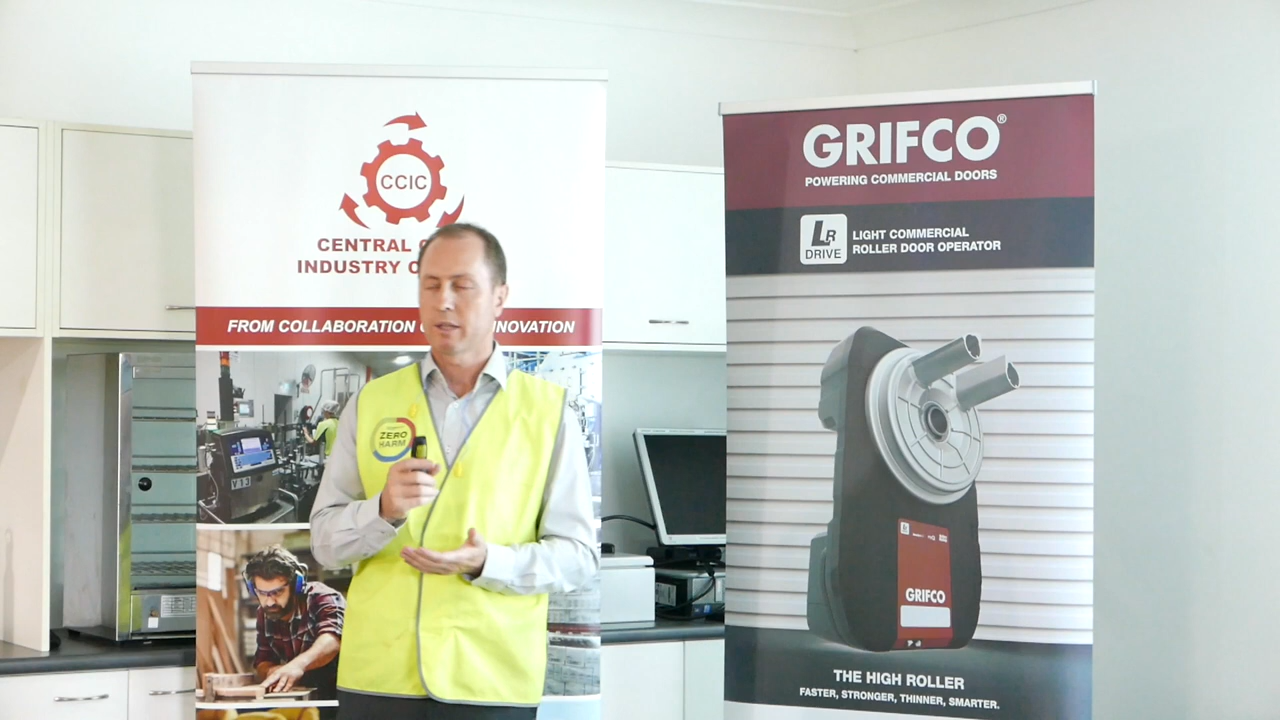 CCIC
CENTRAL
INDUSTRY
FROM COLLABORATION
ZERO
HARM
V13
GRIFCO®
POWERING COMMERCIAL DOORS
LR
DRIVE
LIGHT COMMERCIAL
ROLLER DOOR OPERATOR
GRIFCO
THE HIGH ROLLER
FASTER, STRONGER, THINNER, SMARTER.